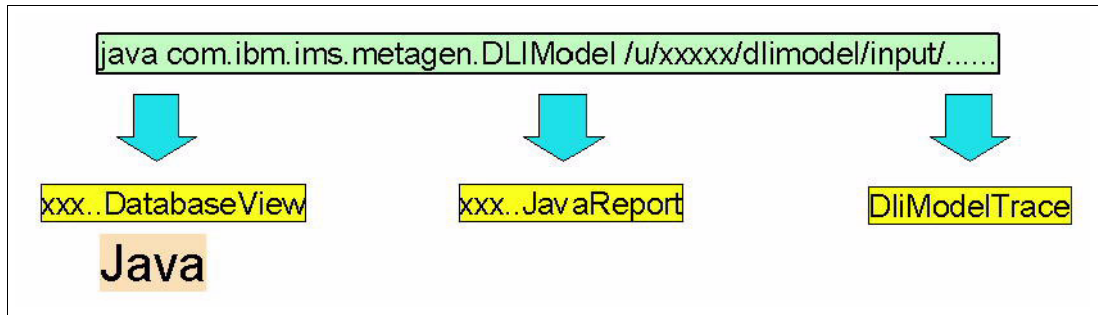 java com.ibm.ims.metagen.DLIModel /u/xxxxx/dlimodel/input/......
xxx..DatabaseView xxx..JavaReport DliModelTrace
Java